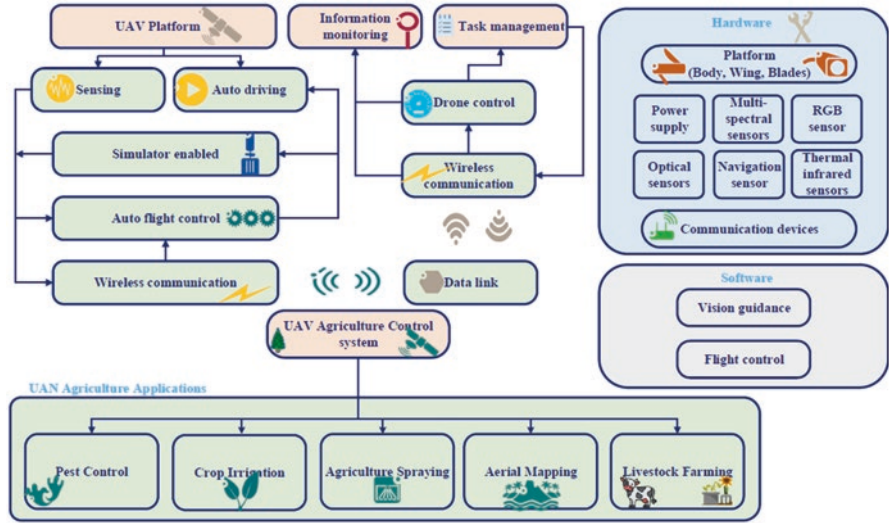 UAV Platform
Information
monitoring
Task management
Sensing
Auto driving
Drone control
Simulator enabled
Wireless
communication
Auto flight control
Wireless communication
Data link
UAV Agriculture Control
system
UAN Agriculture Applications
Pest Control
Crop Irrigation
Agriculture Spraying
Aerial Mapping
Livestock Farming
Hardware
Platform
(Body, Wing, Blades)
Power
supply
Multi-
spectral
sensors
RGB
sensor
Optical
sensors
Navigation
sensor
Thermal
infrared
sensors
Communication devices
Software
Vision guidance
Flight control